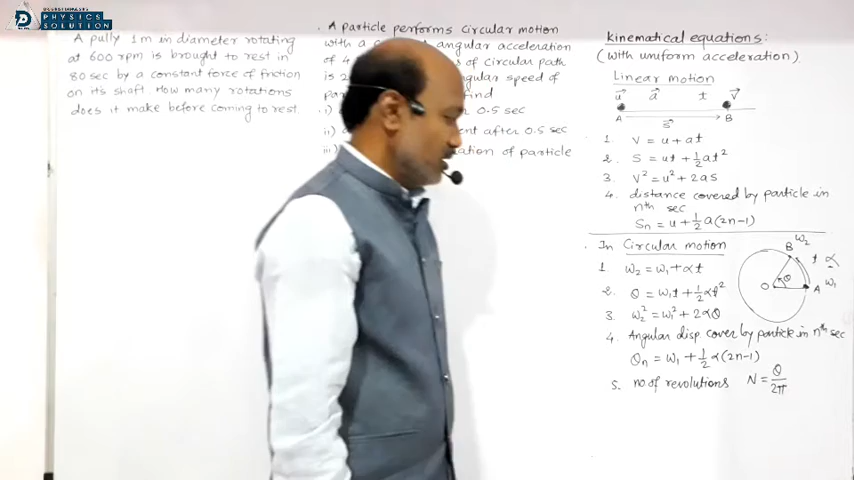 PHYSICS
SOLUTION
A pully 1m in diameter rotating
at 600 rpm is brought to rest in
80 sec by a constant force of friction
on its shaft. How many rotations
does it make before coming to rest.
A particle performs circular motion
with a angular acceleration
of 4 s of circular path
is 2 gular speed of
par ind
i) 0.5 sec
ii) ent after 0.5 sec
iii) ation of particle
Kinematical equations:
(with uniform acceleration)
Linear motion
u a t v
A S B
1. v = u + at
2. S = ut + 1/2 at²
3. v² = u² + 2as
4. distance covered by particle in
nth sec
Sn = u + 1/2 a(2n-1)
In Circular motion
1. ω₂ = ω₁ + αt
2. θ = ω₁t + 1/2 αt²
3. ω₂² = ω₁² + 2αθ
4. Angular disp cover by particle in nth sec
θn = ω₁ + 1/2 α(2n-1)
5. no of revolutions N = θ/2π
B ω₂
t α
O θ A ω₁